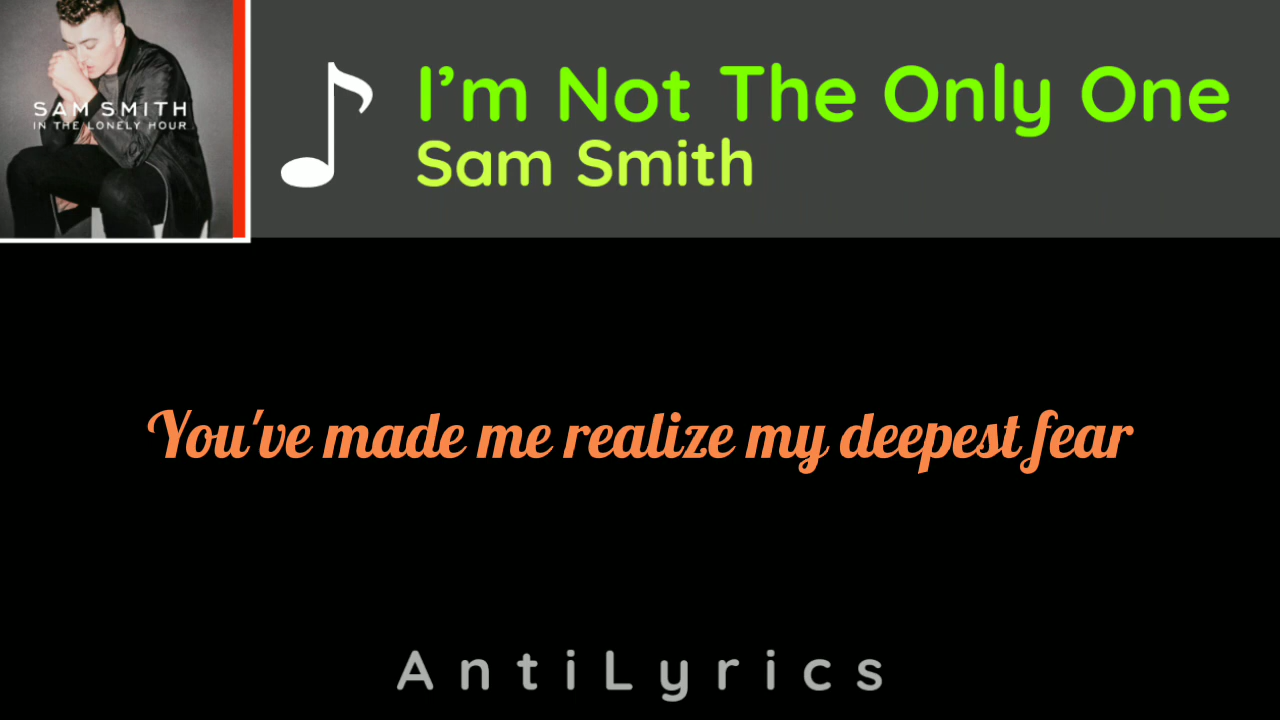 SAM SMITH
IN THE LONELY HOUR
I’m Not The Only One
Sam Smith
You've made me realize my deepest fear
AntiLyrics